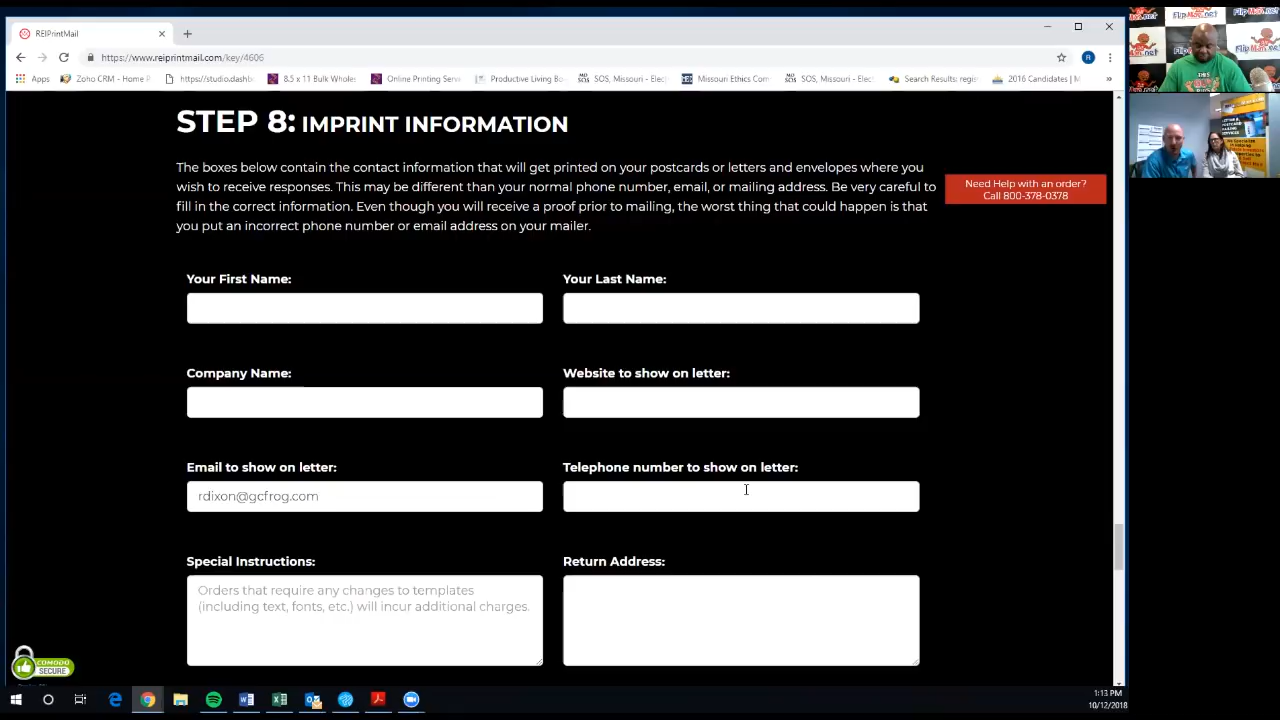 REIPrintMail
https://www.reiprintmail.com/key/4606
Apps
Zoho CRM - Home P
https://studio.dashb
8.5 x 11 Bulk Whole
Online Printing Serv
Productive Living Bo
SOS, Missouri - Elect
Missouri Ethics Com
SOS, Missouri - Elect
Search Results: regis
2016 Candidates | M
STEP 8: IMPRINT INFORMATION
The boxes below contain the contact information that will get printed on your postcards or letters and envelopes where you
wish to receive responses. This may be different than your normal phone number, email, or mailing address. Be very careful to
fill in the correct information. Even though you will receive a proof prior to mailing, the worst thing that could happen is that
you put an incorrect phone number or email address on your mailer.
Need Help with an order?
Call 800-378-0378
Your First Name:
Your Last Name:
Company Name:
Website to show on letter:
Email to show on letter:
Telephone number to show on letter:
rdixon@gcfrog.com
Special Instructions:
Return Address:
Orders that require any changes to templates
(including text, fonts, etc.) will incur additional charges.
COMODO
SECURE
1:13 PM
10/12/2018